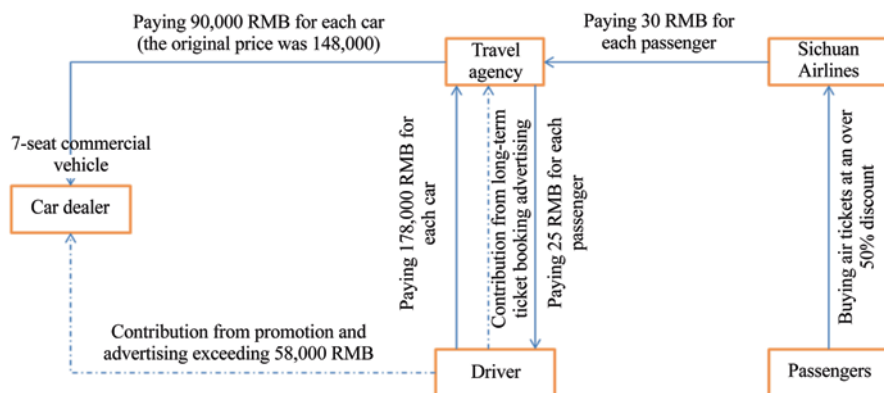 Paying 90,000 RMB for each car
(the original price was 148,000)
Paying 30 RMB for
each passenger
Travel
agency
Sichuan
Airlines
7-seat commercial
vehicle
Car dealer
Paying 178,000 RMB for
each car
Contribution from long-term
ticket booking advertising
Paying 25 RMB for each
passenger
Buying air tickets at an over
50% discount
Contribution from promotion and
advertising exceeding 58,000 RMB
Driver
Passengers